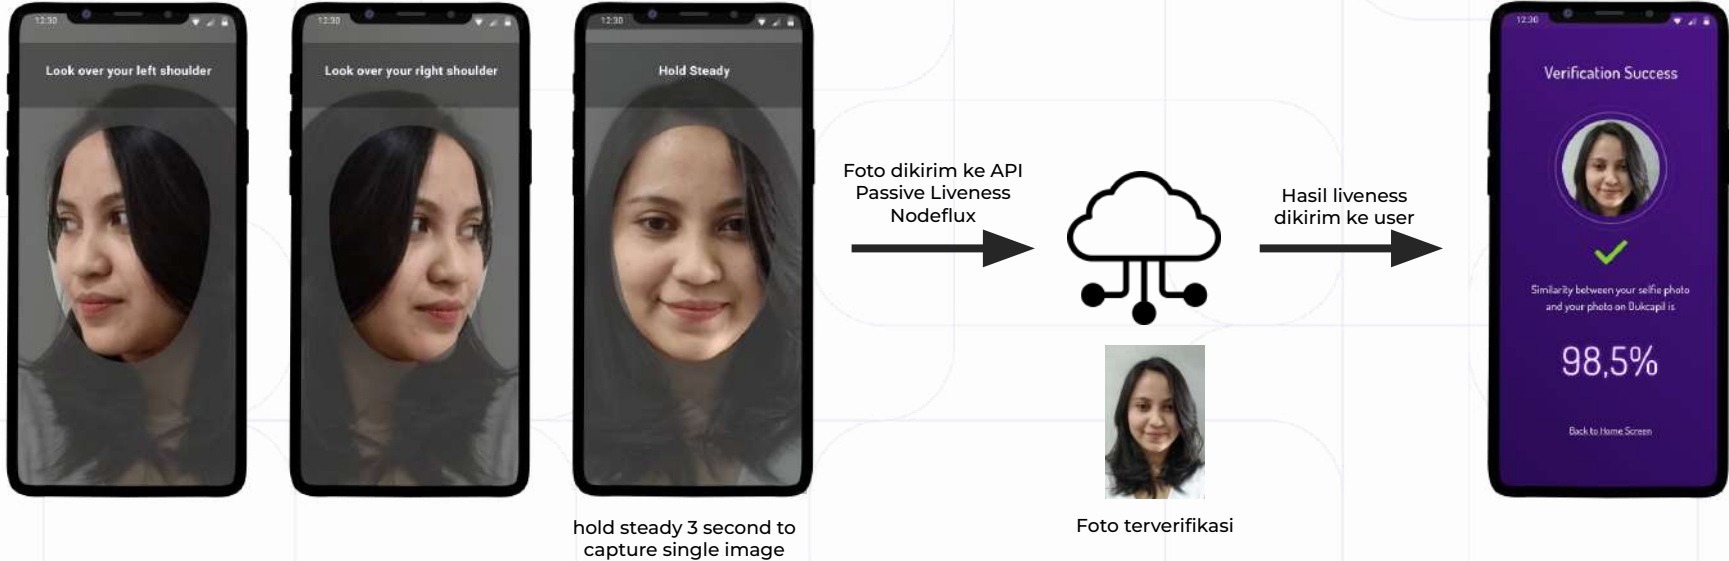 12:30
Look over your left shoulder
12:30
Look over your right shoulder
12:30
Hold Steady
hold steady 3 second to
capture single image
Foto dikirim ke API
Passive Liveness
Nodeflux
Foto terverifikasi
Hasil liveness
dikirim ke user
12:30
Verification Success
Similarity between your selfie photo
and your photo on Dukcapil is
98,5%
Back to Home Screen